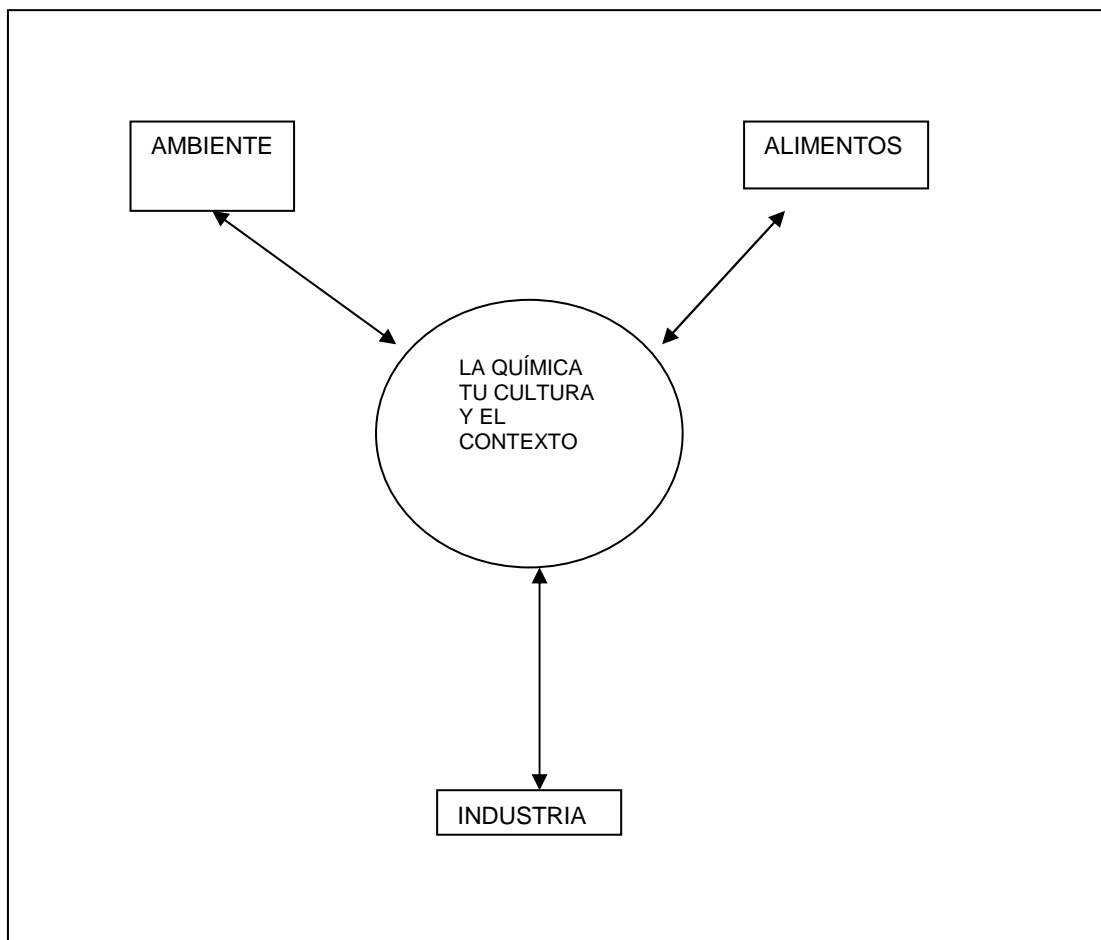 AMBIENTE
ALIMENTOS
LA QUÍMICA
TU CULTURA
Y EL
CONTEXTO
INDUSTRIA